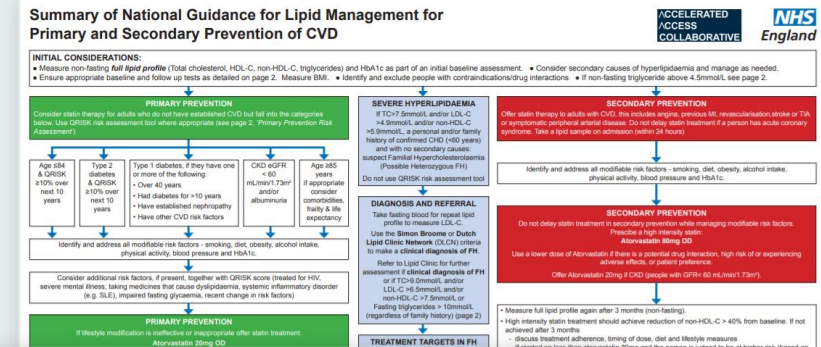 Summary of National Guidance for Lipid Management for
Primary and Secondary Prevention of CVD
ACCELERATED
ACCESS
COLLABORATIVE
NHS
England
INITIAL CONSIDERATIONS:
• Measure non-fasting full lipid profile (Total cholesterol, HDL-C, non-HDL-C, triglycerides) and HbA1c as part of an initial baseline assessment. • Consider secondary causes of hyperlipidaemia and manage as needed.
• Ensure appropriate baseline and follow up tests as detailed on page 2. Measure BMI. • Identify and exclude people with contraindications/drug interactions • If non-fasting triglyceride above 4.5mmol/L see page 2.
PRIMARY PREVENTION
Consider statin therapy for adults who do not have established CVD but fall into the categories
below. Use QRISK risk assessment tool where appropriate (see page 2, 'Primary Prevention Risk
Assessment')
Age ≤84
& QRISK
≥10% over
next 10
years
Type 2
diabetes
& QRISK
≥10% over
next 10
years
Type 1 diabetes, if they have one
or more of the following:
• Over 40 years
• Had diabetes for >10 years
• Have established nephropathy
• Have other CVD risk factors
CKD eGFR
< 60
mL/min/1.73m²
and/or
albuminuria
Age ≥85
years
if appropriate
consider
comorbidities,
frailty & life
expectancy
Identify and address all modifiable risk factors - smoking, diet, obesity, alcohol intake,
physical activity, blood pressure and HbA1c.
Consider additional risk factors, if present, together with QRISK score (treated for HIV,
severe mental illness, taking medicines that cause dyslipidaemia, systemic inflammatory disorder
(e.g. SLE), impaired fasting glycaemia, recent change in risk factors)
PRIMARY PREVENTION
If lifestyle modification is ineffective or inappropriate offer statin treatment.
Atorvastatin 20mg OD
SEVERE HYPERLIPIDAEMIA
If TC>7.5mmol/L and/or LDL-C
>4.9mmol/L and/or non-HDL-C
>5.9mmol/L, a personal and/or family
history of confirmed CHD (<60 years)
and with no secondary causes:
suspect Familial Hypercholesterolaemia
(Possible Heterozygous FH)
Do not use QRISK risk assessment tool
DIAGNOSIS AND REFERRAL
Take fasting blood for repeat lipid
profile to measure LDL-C.
Use the Simon Broome or Dutch
Lipid Clinic Network (DLCN) criteria
to make a clinical diagnosis of FH.
Refer to Lipid Clinic for further
assessment if clinical diagnosis of FH
or if TC>9.0mmol/L and/or
LDL-C >6.5mmol/L and/or
non-HDL-C >7.5mmol/L or
Fasting triglycerides > 10mmol/L
(regardless of family history) (page 2)
TREATMENT TARGETS IN FH
SECONDARY PREVENTION
Offer statin therapy to adults with CVD, this includes angina, previous MI, revascularisation, stroke or TIA
or symptomatic peripheral arterial disease. Do not delay statin treatment if a person has acute coronary
syndrome. Take a lipid sample on admission (within 24 hours)
Identify and address all modifiable risk factors - smoking, diet, obesity, alcohol intake,
physical activity, blood pressure and HbA1c.
SECONDARY PREVENTION
Do not delay statin treatment in secondary prevention while managing modifiable risk factors.
Prescibe a high intensity statin:
Atorvastatin 80mg OD
Use a lower dose of Atorvastatin if there is a potential drug interaction, high risk of or experiencing
adverse effects, or patient preference.
Offer Atorvastatin 20mg if CKD (people with GFR< 60 mL/min/1.73m²).
• Measure full lipid profile again after 3 months (non-fasting).
• High intensity statin treatment should achieve reduction of non-HDL-C > 40% from baseline. If not
achieved after 3 months
- discuss treatment adherence, timing of dose, diet and lifestyle measures